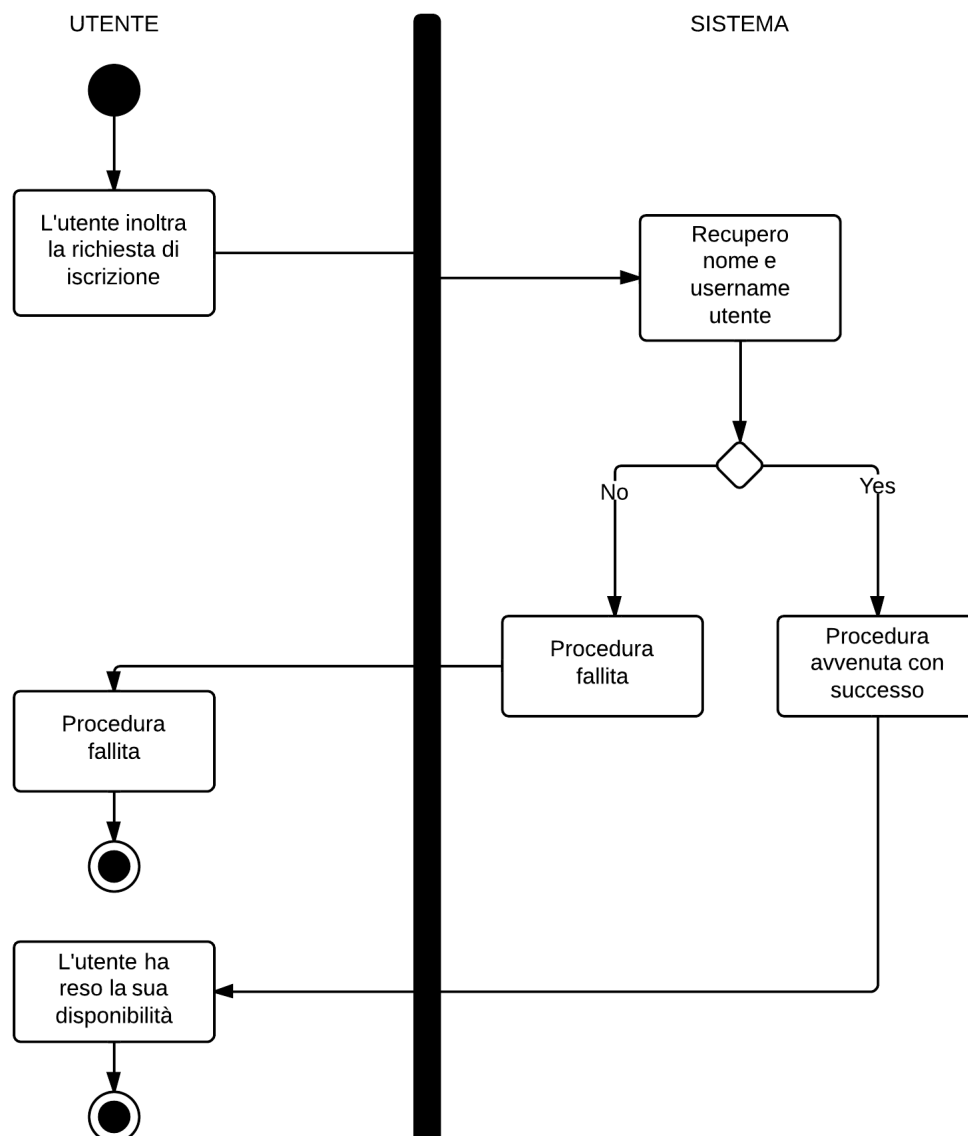 UTENTE
SISTEMA
L'utente inoltra
la richiesta di
iscrizione
Recupero
nome e
username
utente
No
Yes
Procedura
fallita
Procedura
avvenuta con
successo
Procedura
fallita
L'utente ha
reso la sua
disponibilità